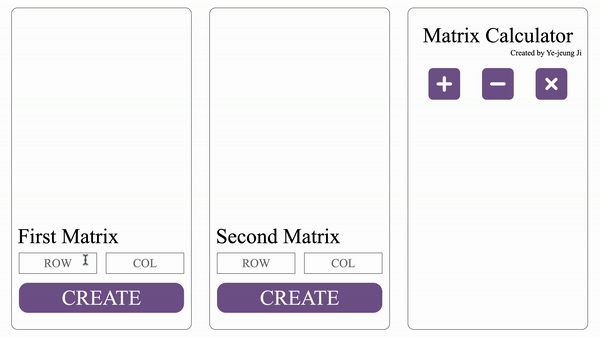 First Matrix
ROW
COL
CREATE
Second Matrix
ROW
COL
CREATE
Matrix Calculator
Created by Ye-jeung Ji
+
−
×